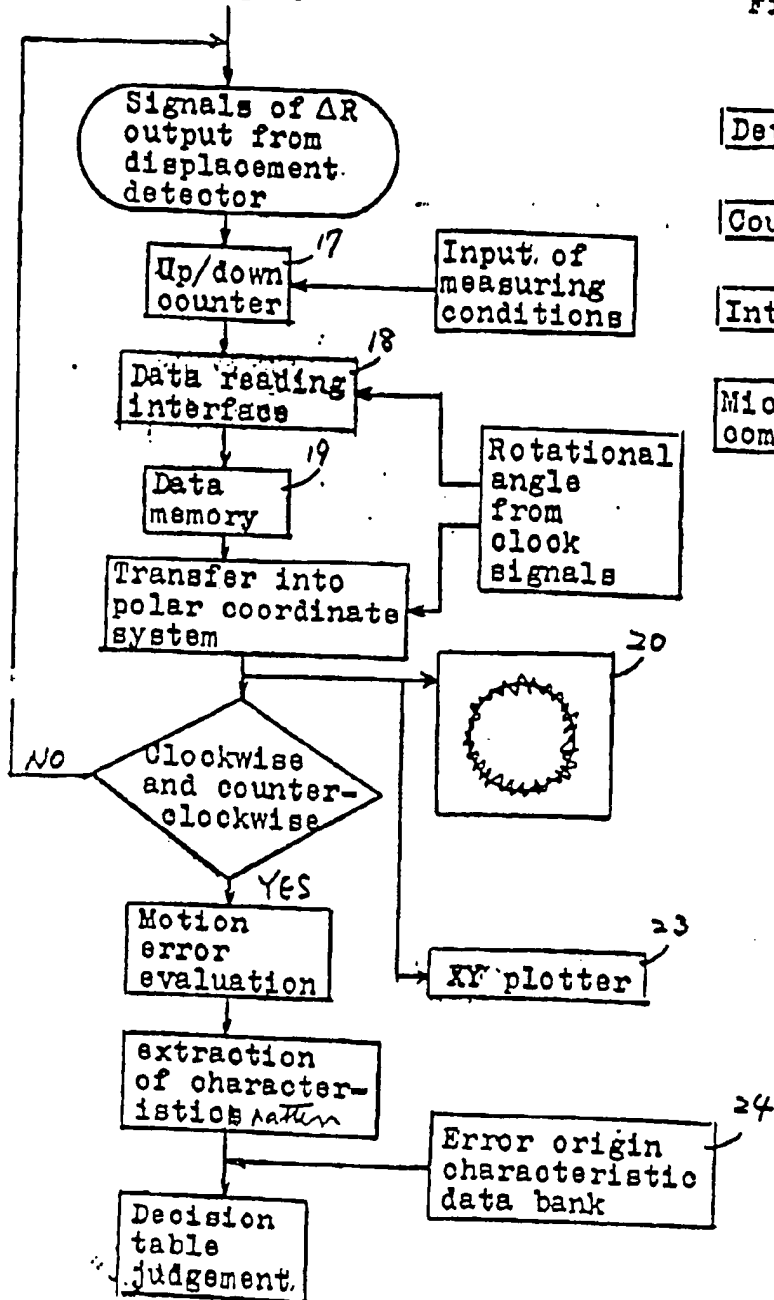 Signals of ΔR
output from
displacement
detector
17
Up/down
counter
Input of
measuring
conditions
18
Data reading
interface
19
Data
memory
Rotational
angle
from
clock
signals
Transfer into
polar coordinate
system
20
NO
Clockwise
and counter-
clockwise
YES
Motion
error
evaluation
23
XY plotter
extraction
of character-
istics
24
Error origin
characteristic
data bank
Decision
table
judgement